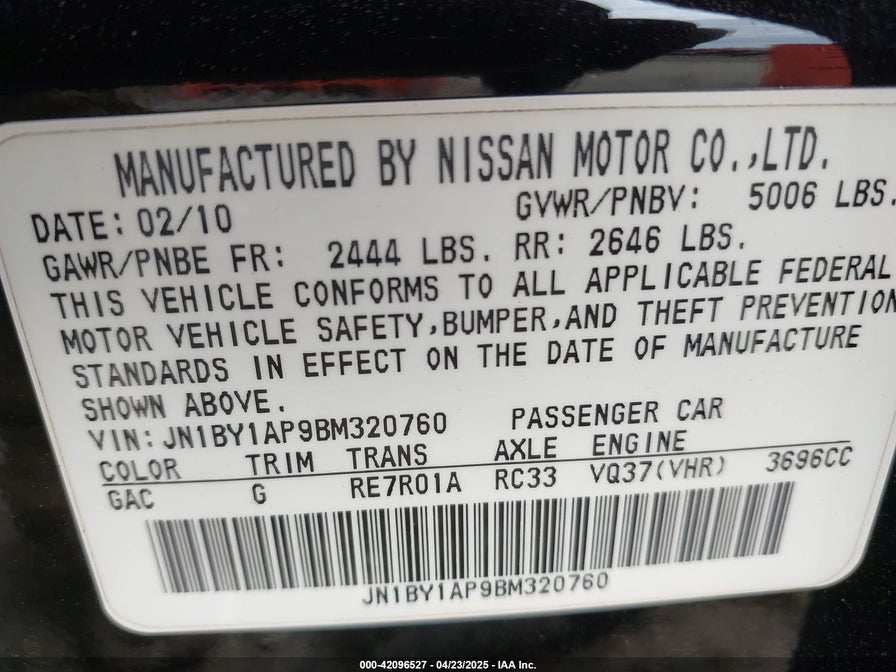 MANUFACTURED BY NISSAN MOTOR CO.,LTD.
DATE: 02/10 GVWR/PNBV: 5006 LBS.
GAWR/PNBE FR: 2444 LBS. RR: 2646 LBS.
THIS VEHICLE CONFORMS TO ALL APPLICABLE FEDERAL
MOTOR VEHICLE SAFETY,BUMPER,AND THEFT PREVENTION
STANDARDS IN EFFECT ON THE DATE OF MANUFACTURE
SHOWN ABOVE.
VIN: JN1BY1AP9BM320760 PASSENGER CAR
COLOR TRIM TRANS AXLE ENGINE
GAC G RE7R01A RC33 VQ37(VHR) 3696CC
JN1BY1AP9BM320760
000-42096527 - 04/23/2025 - IAA Inc.